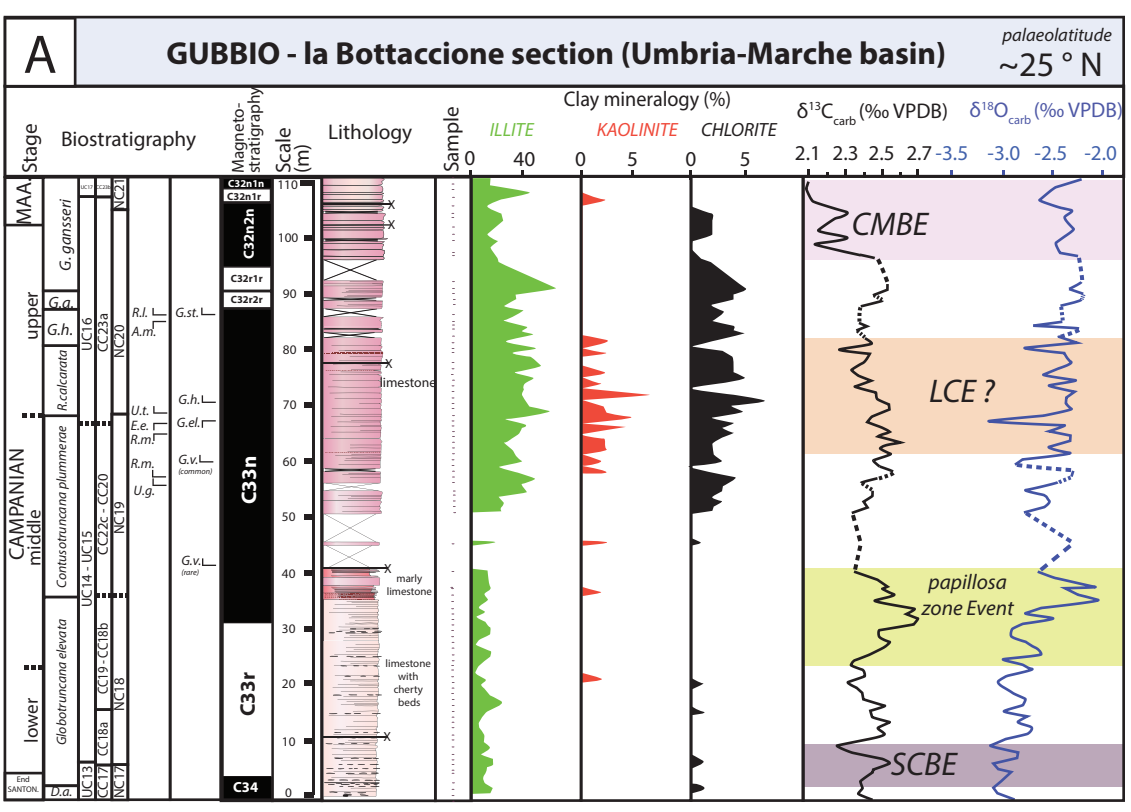 A
GUBBIO - la Bottaccione section (Umbria-Marche basin)
palaeolatitude
~25 ° N
Stage
Biostratigraphy
Magneto-
stratigraphy
Scale
(m)
Lithology
Sample
Clay mineralogy (%)
ILLITE
KAOLINITE
CHLORITE
0 40 0 5 0 5
δ13Ccarb (‰ VPDB)
δ18Ocarb (‰ VPDB)
2.1 2.3 2.5 2.7 -3.5 -3.0 -2.5 -2.0
MAA.
upper
CAMPANIAN
middle
lower
End
SANTON.
G. gansseri
G.a.
G.h.
R.calcarata
Contusotruncana plummerae
Globotruncana elevata
D.a.
UC17
UC16
UC14 - UC15
UC13
CC23b
CC23a
CC22c - CC20
CC19 - CC18b
CC18a
CC17
NC21
NC20
NC19
NC18
NC17
R.l.
A.m.
U.t.
E.e.
R.m.
R.m.
U.g.
G.st.
G.h.
G.el.
G.v.
(common)
G.v.
(rare)
C32n1n
C32n1r
C32n2n
C32r1r
C32r2r
C33n
C33r
C34
110
100
90
80
70
60
50
40
30
20
10
0
X
X
X
X
X
limestone
marly
limestone
limestone
with
cherty
beds
CMBE
LCE ?
papillosa
zone Event
SCBE